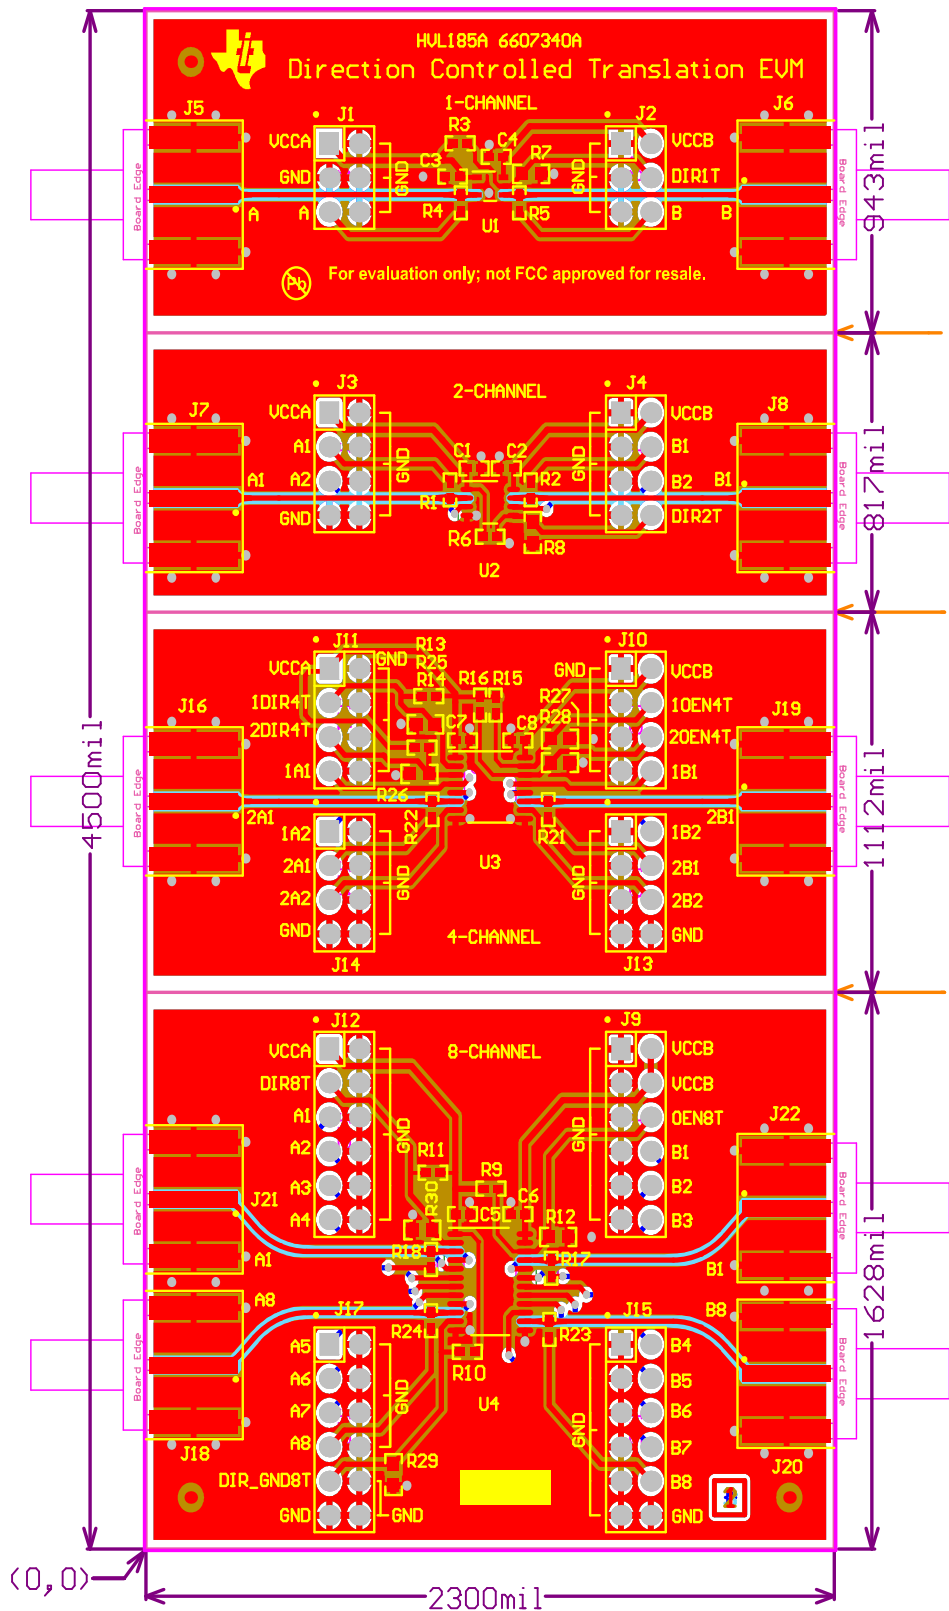 HVL185A 6607340A
Direction Controlled Translation EVM
1-CHANNEL
J5
J1
R3
C4
J2
J6
VCCA
C3
R7
VCCB
GND
GND
GND
DIR1T
A
A
R4
U1
R5
B
B
Board Edge
Board Edge
943mil
Pb
For evaluation only; not FCC approved for resale.
2-CHANNEL
J7
J3
J4
J8
VCCA
VCCB
A1
C1
C2
B1
GND
GND
A1
A2
R1
R2
B2
B1
GND
R6
R8
DIR2T
U2
Board Edge
Board Edge
817mil
J11
R13
J10
GND
R25
GND
VCCA
R14
R16
R15
VCCB
1DIR4T
R27
1OEN4T
J16
2DIR4T
C7
C8
R28
2OEN4T
J19
GND
GND
1A1
1B1
R26
2A1
R22
R21
2B1
1A2
1B2
2A1
U3
2B1
GND
GND
2A2
2B2
GND
4-CHANNEL
GND
J14
J13
Board Edge
Board Edge
1112mil
4500mil
J12
J9
VCCA
8-CHANNEL
VCCB
DIR8T
VCCB
A1
OEN8T
J22
GND
GND
A2
R11
B1
A3
R9
B2
J21
R30
A4
C5
C6
R12
B3
A1
R18
R17
B1
A8
J17
R24
R23
J15
B8
A5
R10
B4
A6
B5
GND
A7
U4
B6
A8
GND
B7
J18
R29
J20
DIR_GND8T
B8
GND
GND
GND
1
Board Edge
Board Edge
Board Edge
Board Edge
1628mil
(0,0)
2300mil